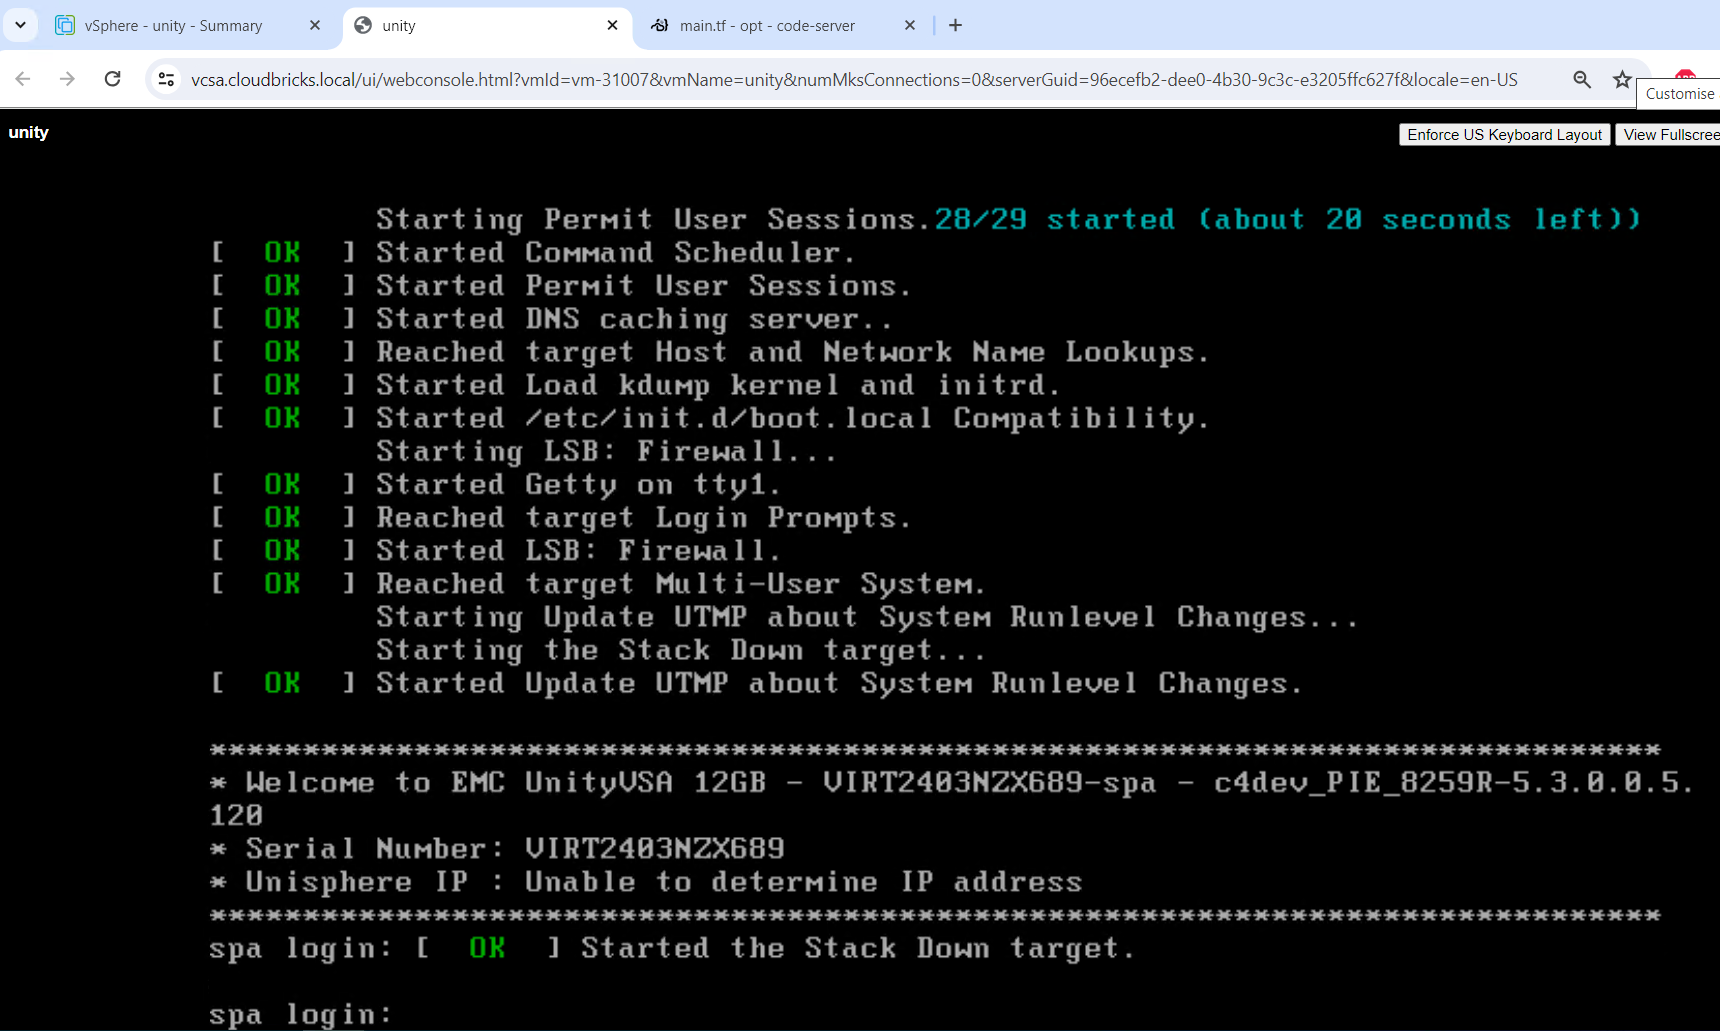 vSphere - unity - Summary
unity
main.tf - opt - code-server
vcsa.cloudbricks.local/ui/webconsole.html?vmId=vm-31007&vmName=unity&numMksConnections=0&serverGuid=96ecefb2-dee0-4b30-9c3c-e3205ffc627f&locale=en-US
Customise
unity
Enforce US Keyboard Layout
View Fullscree
Starting Permit User Sessions.28/29 started (about 20 seconds left))
[  OK  ] Started Command Scheduler.
[  OK  ] Started Permit User Sessions.
[  OK  ] Started DNS caching server..
[  OK  ] Reached target Host and Network Name Lookups.
[  OK  ] Started Load kdump kernel and initrd.
[  OK  ] Started /etc/init.d/boot.local Compatibility.
Starting LSB: Firewall...
[  OK  ] Started Getty on tty1.
[  OK  ] Reached target Login Prompts.
[  OK  ] Started LSB: Firewall.
[  OK  ] Reached target Multi-User System.
Starting Update UTMP about System Runlevel Changes...
Starting the Stack Down target...
[  OK  ] Started Update UTMP about System Runlevel Changes.
******************************************************************************
* Welcome to EMC UnityVSA 12GB - VIRT2403NZX689-spa - c4dev_PIE_8259R-5.3.0.0.5.
120
* Serial Number: VIRT2403NZX689
* Unisphere IP : Unable to determine IP address
******************************************************************************
spa login: [  OK  ] Started the Stack Down target.
spa login: